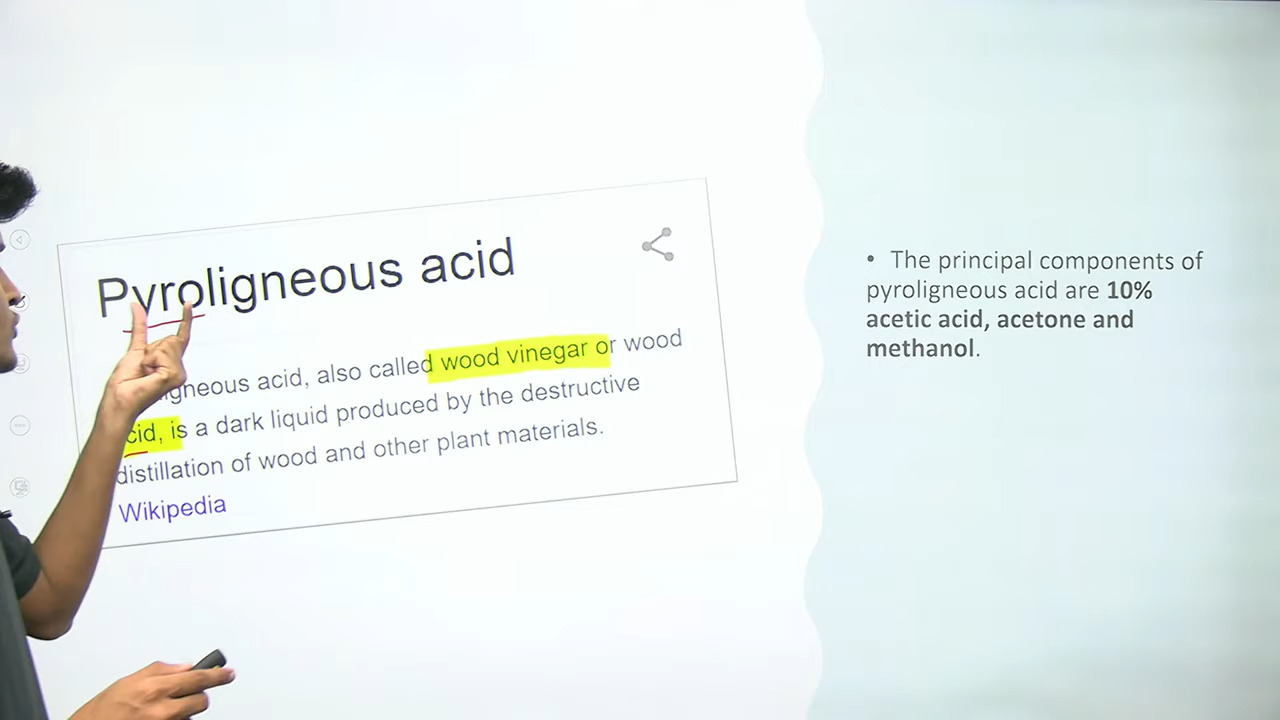 Pyroligneous acid
igneous acid, also called wood vinegar or wood
cid, is a dark liquid produced by the destructive
distillation of wood and other plant materials.
Wikipedia
• The principal components of
pyroligneous acid are 10%
acetic acid, acetone and
methanol.